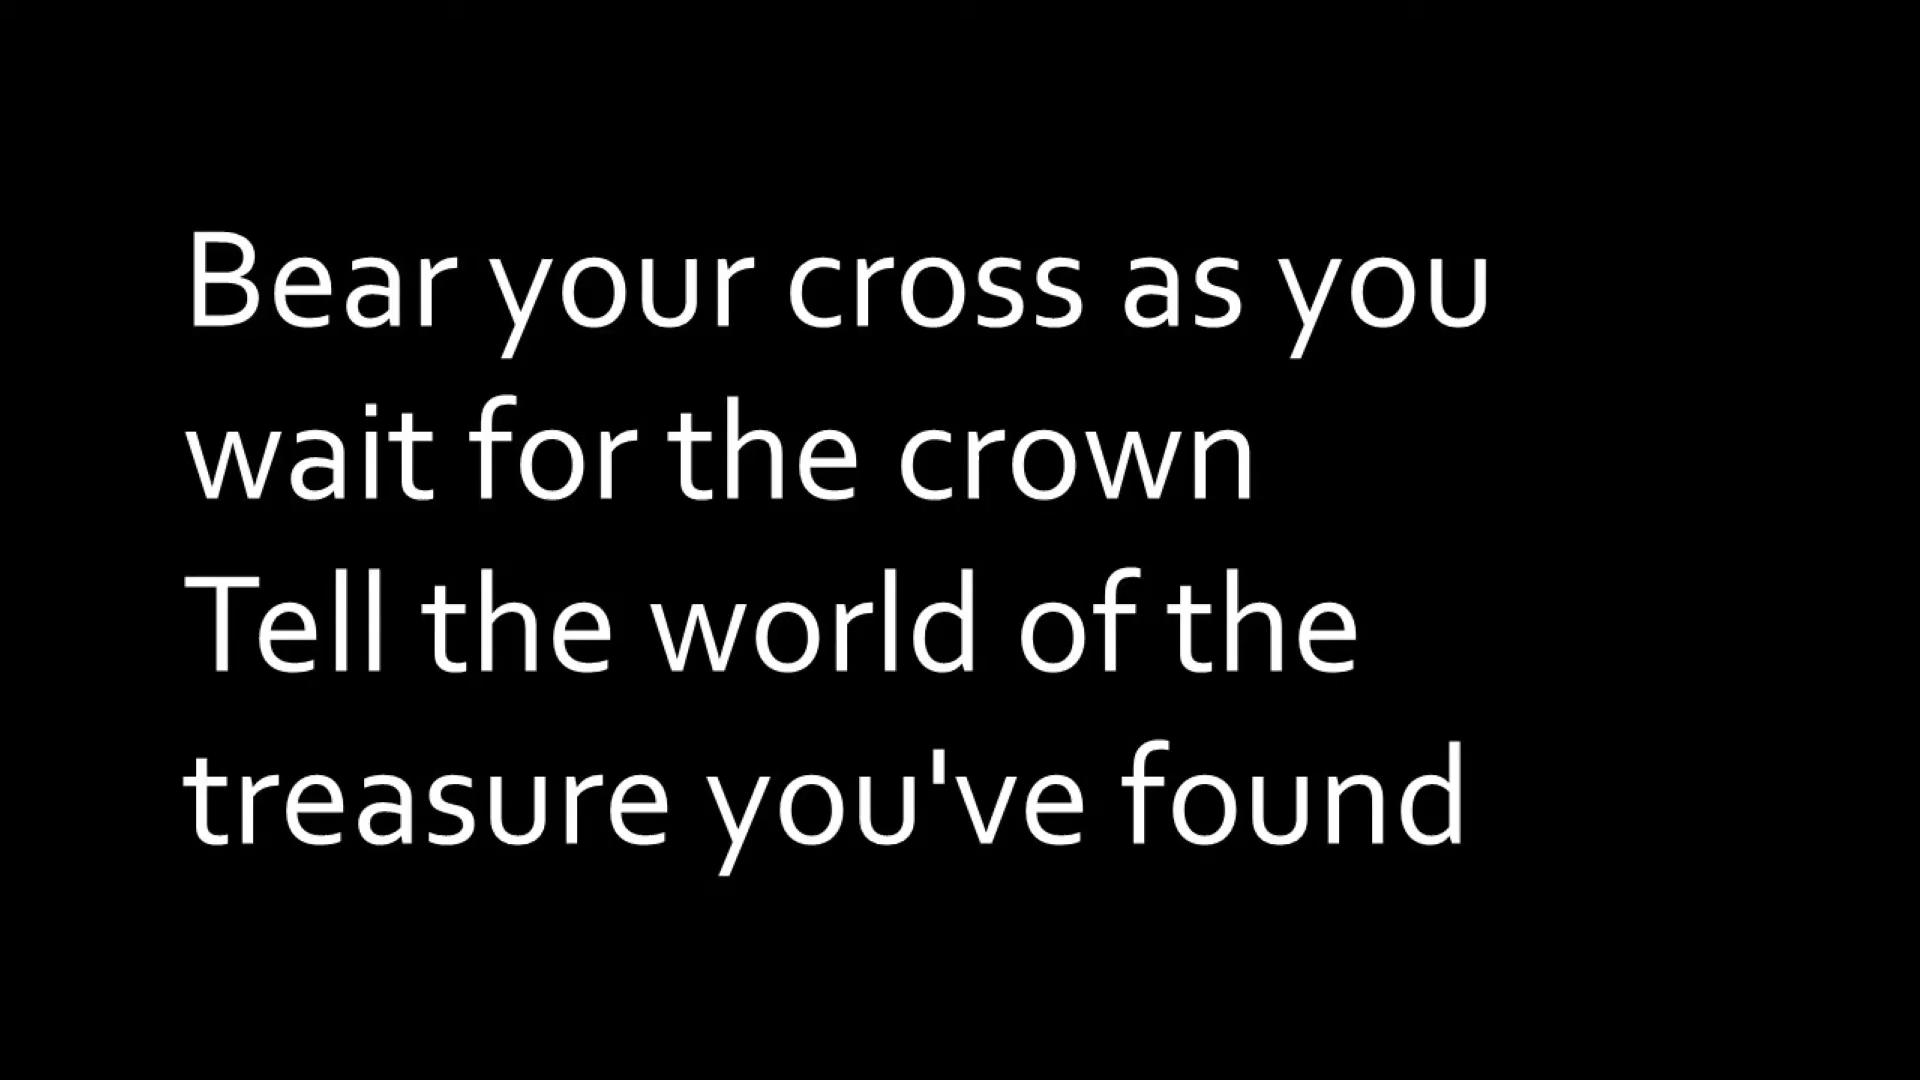 Bear your cross as you
wait for the crown
Tell the world of the
treasure you've found